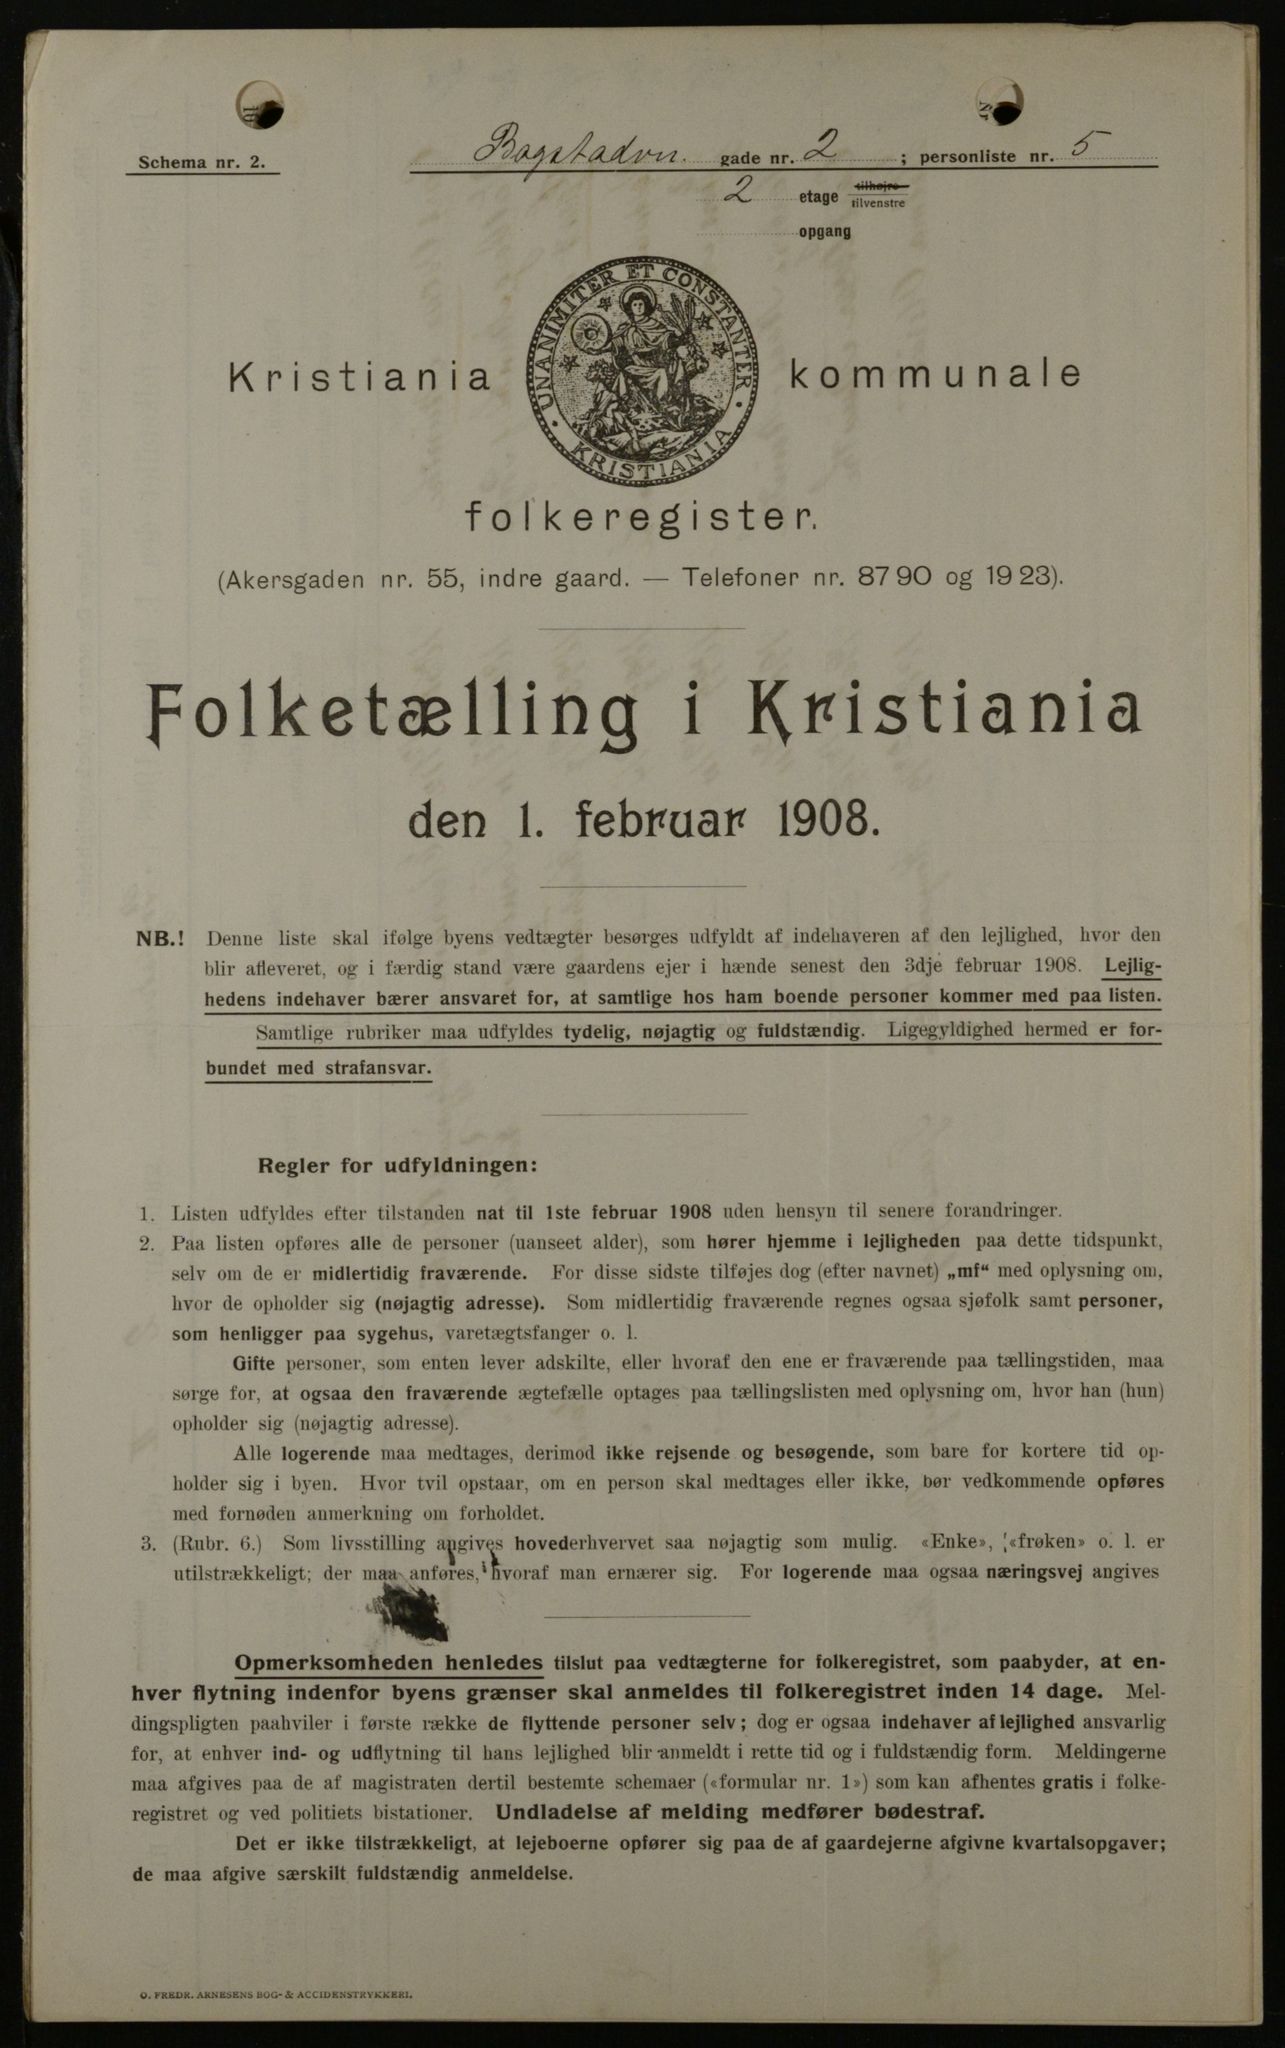 Schema nr. 2.
Bogstadvn. gade nr. 2 ; personliste nr. 5
2 etage tilhøjre
tilvenstre
opgang
UNANIMITER ET CONSTANTER
KRISTIANIA
Kristiania kommunale
folkeregister.
(Akersgaden nr. 55, indre gaard. — Telefoner nr. 87 90 og 19 23).
Folketælling i Kristiania
den 1. februar 1908.
NB.! Denne liste skal ifølge byens vedtægter besørges udfyldt af indehaveren af den lejlighed, hvor den
blir afleveret, og i færdig stand være gaardens ejer i hænde senest den 3dje februar 1908. Lejlig-
hedens indehaver bærer ansvaret for, at samtlige hos ham boende personer kommer med paa listen.
Samtlige rubriker maa udfyldes tydelig, nøjagtig og fuldstændig. Ligegyldighed hermed er for-
bundet med strafansvar.
Regler for udfyldningen:
1. Listen udfyldes efter tilstanden nat til 1ste februar 1908 uden hensyn til senere forandringer.
2. Paa listen opføres alle de personer (uanseet alder), som hører hjemme i lejligheden paa dette tidspunkt,
selv om de er midlertidig fraværende. For disse sidste tilføjes dog (efter navnet) „mf“ med oplysning om,
hvor de opholder sig (nøjagtig adresse). Som midlertidig fraværende regnes ogsaa sjøfolk samt personer,
som henligger paa sygehus, varetægtsfanger o. l.
Gifte personer, som enten lever adskilte, eller hvoraf den ene er fraværende paa tællingstiden, maa
sørge for, at ogsaa den fraværende ægtefælle optages paa tællingslisten med oplysning om, hvor han (hun)
opholder sig (nøjagtig adresse).
Alle logerende maa medtages, derimod ikke rejsende og besøgende, som bare for kortere tid op-
holder sig i byen. Hvor tvil opstaar, om en person skal medtages eller ikke, bør vedkommende opføres
med fornøden anmerkning om forholdet.
3. (Rubr. 6.) Som livsstilling angives hovederhvervet saa nøjagtig som mulig. «Enke», «frøken» o. l. er
utilstrækkeligt; der maa anføres, hvoraf man ernærer sig. For logerende maa ogsaa næringsvej angives
Opmerksomheden henledes tilslut paa vedtægterne for folkeregistret, som paabyder, at en-
hver flytning indenfor byens grænser skal anmeldes til folkeregistret inden 14 dage. Mel-
dingspligten paahviler i første række de flyttende personer selv; dog er ogsaa indehaver af lejlighed ansvarlig
for, at enhver ind- og udflytning til hans lejlighed blir anmeldt i rette tid og i fuldstændig form. Meldingerne
maa afgives paa de af magistraten dertil bestemte schemaer («formular nr. 1») som kan afhentes gratis i folke-
registret og ved politiets bistationer. Undladelse af melding medfører bødestraf.
Det er ikke tilstrækkeligt, at lejeboerne opfører sig paa de af gaardejerne afgivne kvartalsopgaver;
de maa afgive særskilt fuldstændig anmeldelse.
O. FREDR. ARNESENS BOG- & ACCIDENSTRYKKERI.